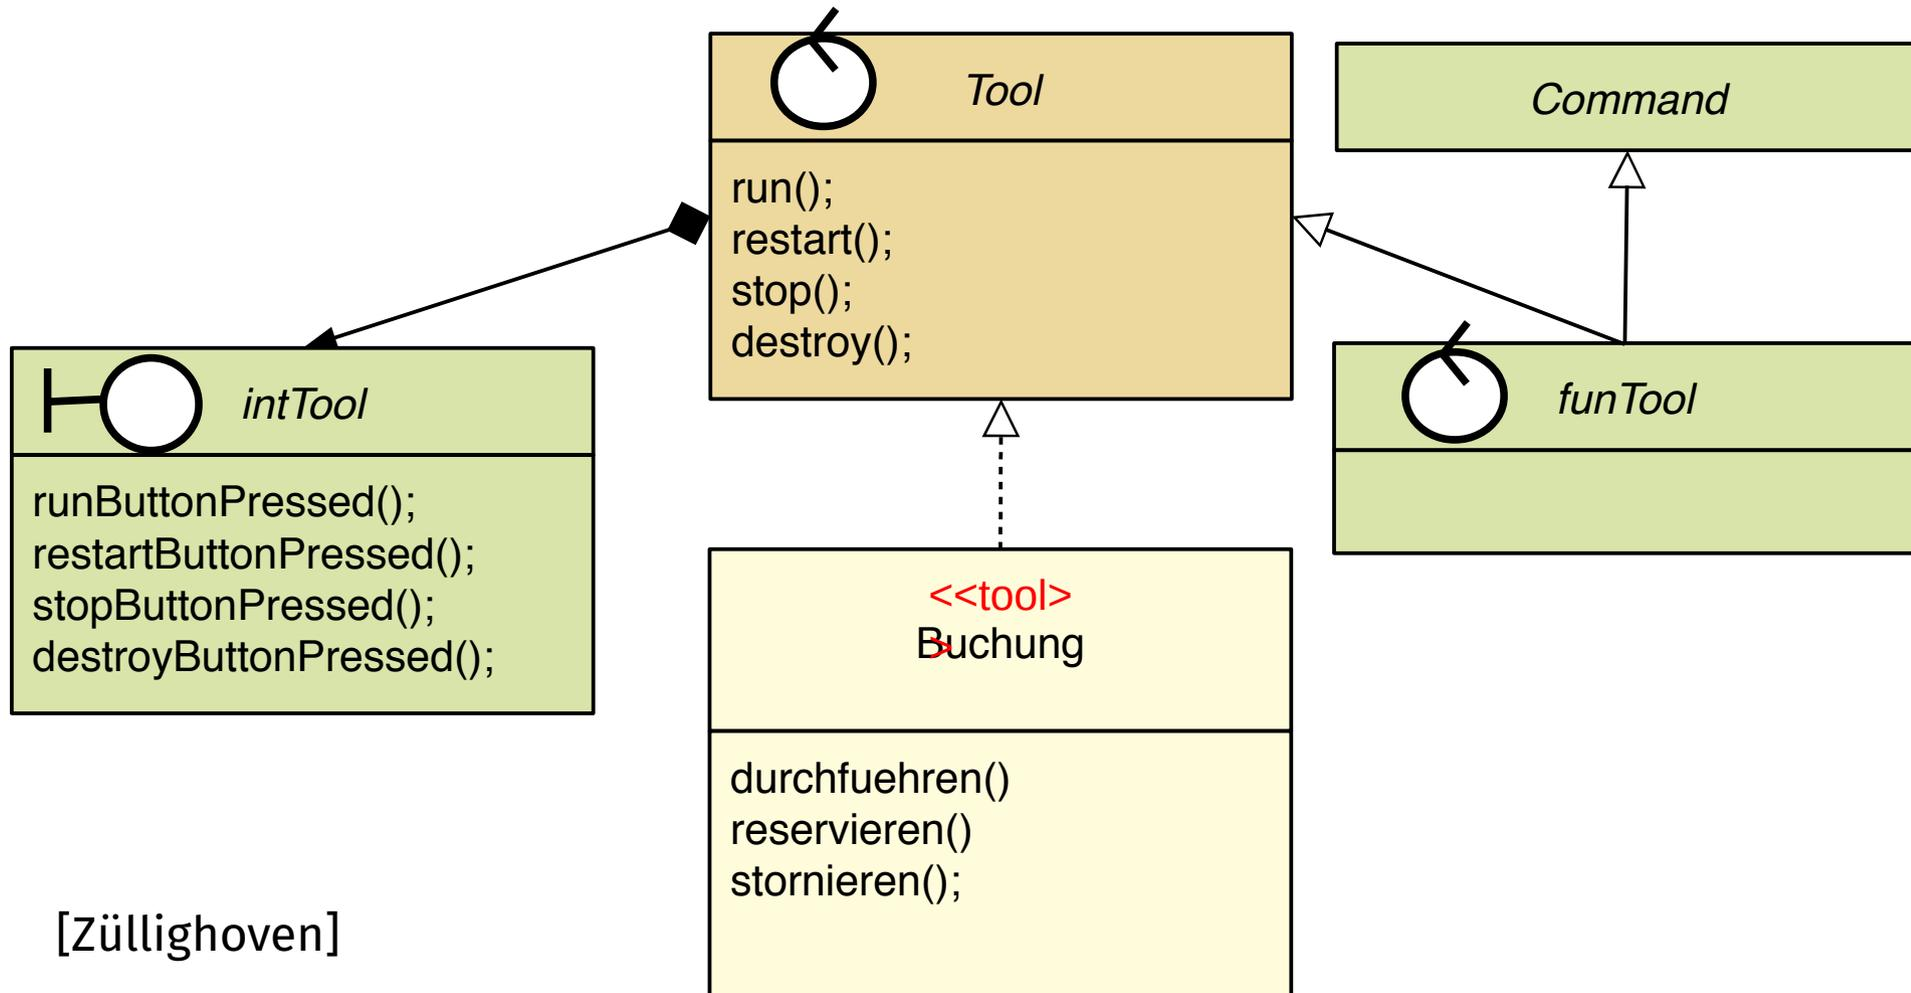 Tool
run();
restart();
stop();
destroy();
Command
intTool
runButtonPressed();
restartButtonPressed();
stopButtonPressed();
destroyButtonPressed();
funTool
<<tool>
>
Buchung
durchfuehren()
reservieren()
stornieren();
[Züllighoven]